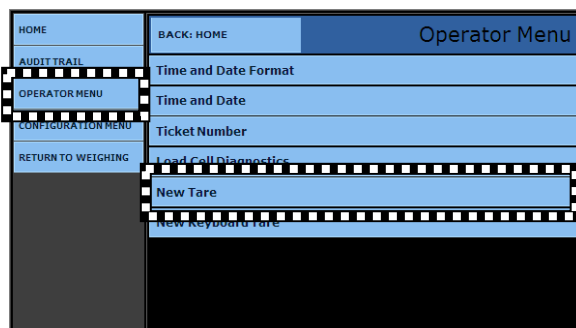 HOME
AUDIT TRAIL
OPERATOR MENU
CONFIGURATION MENU
RETURN TO WEIGHING
BACK: HOME
Operator Menu
Time and Date Format
Time and Date
Ticket Number
Load Cell Diagnostics
New Tare
New Keyboard Tare